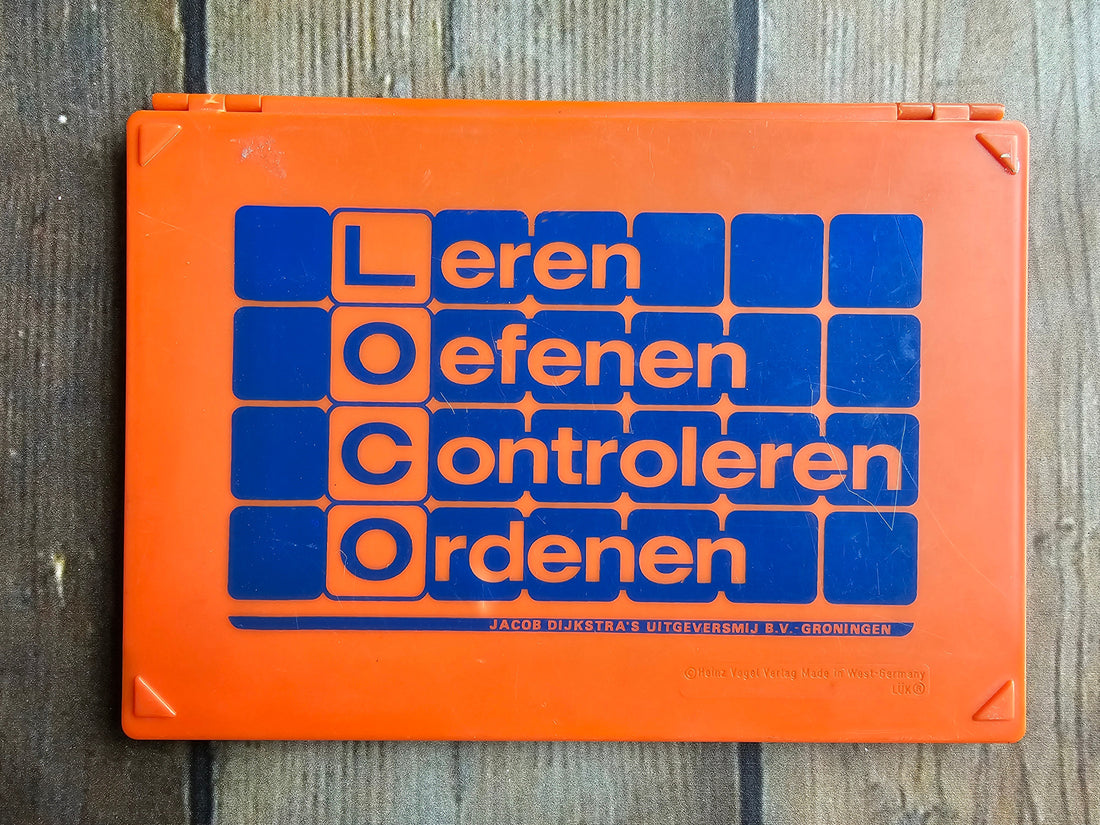 Leren
Oefenen
Controleren
Ordenen
JACOB DIJKSTRA'S UITGEVERSMIJ B.V.-GRONINGEN
©Heinz Vogel Verlag Made in West-Germany
LÜK®